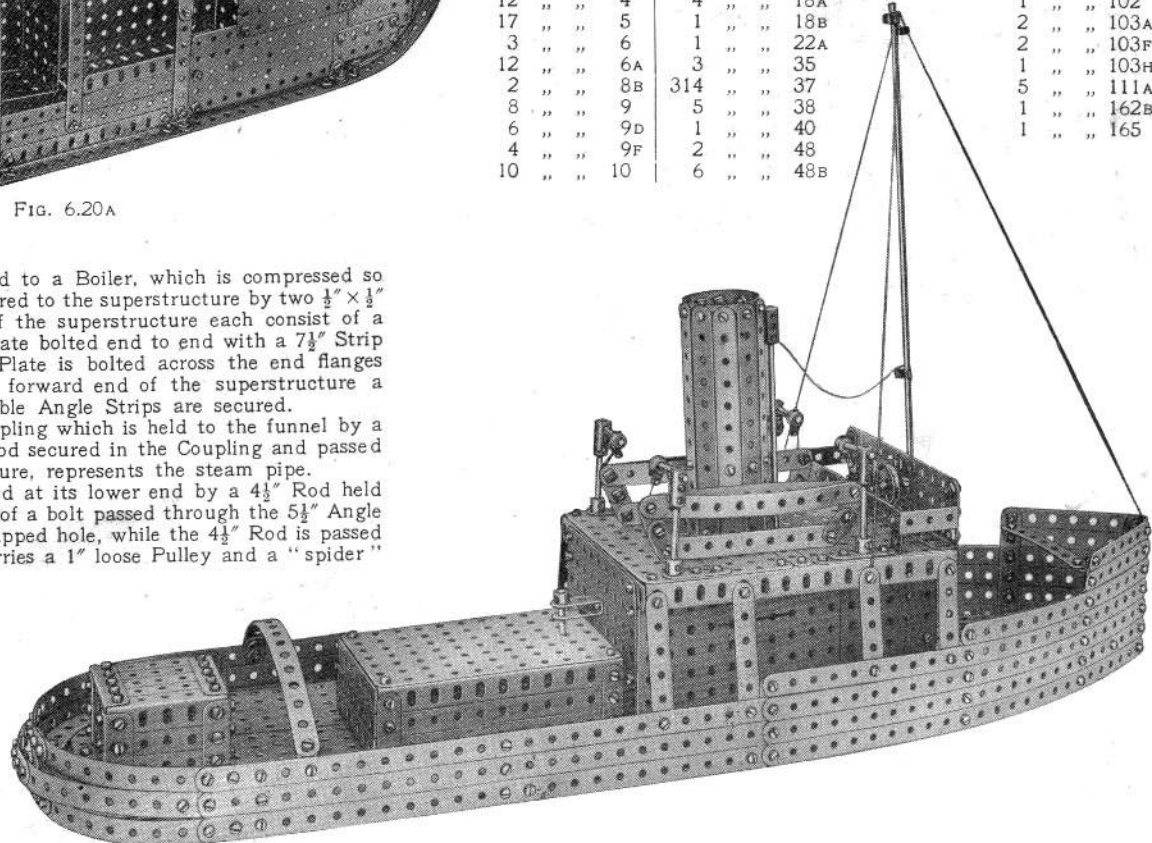 12 ,, ,, 4
17 ,, ,, 5
3 ,, ,, 6
12 ,, ,, 6A
2 ,, ,, 8B
8 ,, ,, 9
6 ,, ,, 9D
4 ,, ,, 9F
10 ,, ,, 10
4 ,, ,, 18A
1 ,, ,, 18B
1 ,, ,, 22A
3 ,, ,, 35
314 ,, ,, 37
5 ,, ,, 38
1 ,, ,, 40
2 ,, ,, 48
6 ,, ,, 48B
1 ,, ,, 102
2 ,, ,, 103A
2 ,, ,, 103F
1 ,, ,, 103H
5 ,, ,, 111A
1 ,, ,, 162B
1 ,, ,, 165
FIG. 6.20A
d to a Boiler, which is compressed so
red to the superstructure by two ½″ × ½″
f the superstructure each consist of a
ate bolted end to end with a 7½″ Strip
Plate is bolted across the end flanges
forward end of the superstructure a
ble Angle Strips are secured.
pling which is held to the funnel by a
od secured in the Coupling and passed
ure, represents the steam pipe.
d at its lower end by a 4½″ Rod held
of a bolt passed through the 5½″ Angle
pped hole, while the 4½″ Rod is passed
rries a 1″ loose Pulley and a “ spider ”